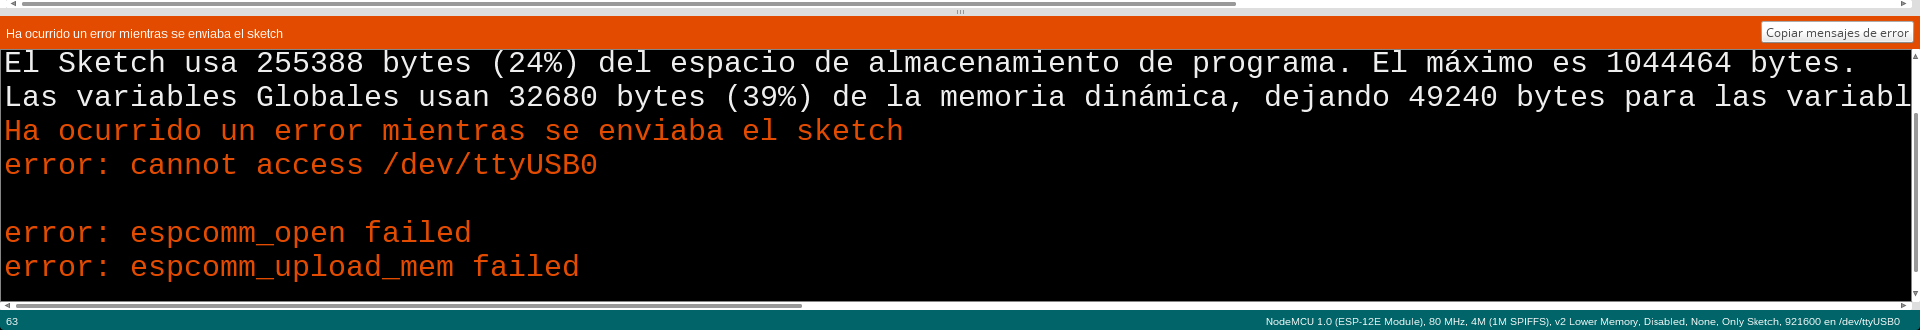 Ha ocurrido un error mientras se enviaba el sketch
Copiar mensajes de error
El Sketch usa 255388 bytes (24%) del espacio de almacenamiento de programa. El máximo es 1044464 bytes.
Las variables Globales usan 32680 bytes (39%) de la memoria dinámica, dejando 49240 bytes para las variabl
Ha ocurrido un error mientras se enviaba el sketch
error: cannot access /dev/ttyUSB0
error: espcomm_open failed
error: espcomm_upload_mem failed
63
NodeMCU 1.0 (ESP-12E Module), 80 MHz, 4M (1M SPIFFS), v2 Lower Memory, Disabled, None, Only Sketch, 921600 en /dev/ttyUSB0